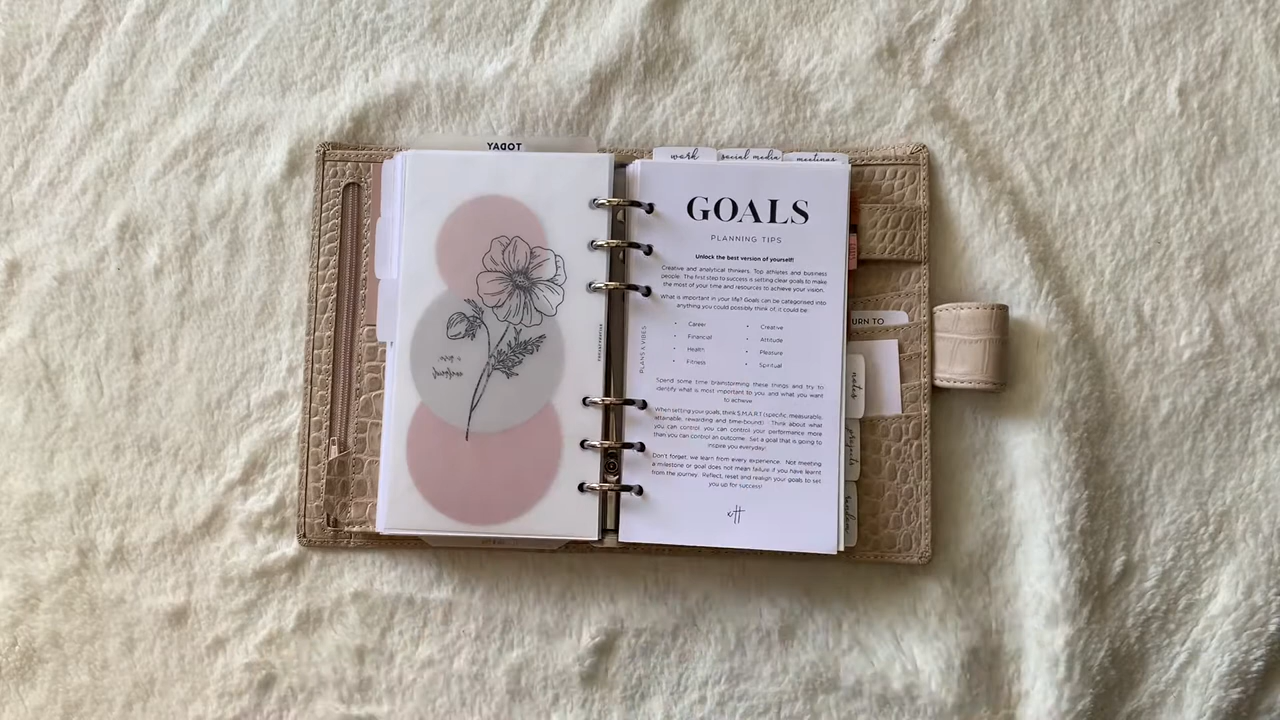 TODAY
work
social media
meetings
GOALS
PLANNING TIPS
Unlock the best version of yourself!
Creative and analytical thinkers. Top athletes and business
people. The first step to success is setting clear goals to make
the most of your time and resources to achieve your vision.
What is important in your life? Goals can be categorised into
anything you could possibly think of, it could be:
• Career
• Financial
• Health
• Fitness
• Creative
• Attitude
• Pleasure
• Spiritual
Spend some time brainstorming these things and try to
identify what is most important to you, and what you want
to achieve.
When setting your goals, think S.M.A.R.T (specific, measurable,
attainable, rewarding and time-bound). Think about what
you can control, you can control your performance more
than you can control an outcome. Set a goal that is going to
inspire you everyday!
Don't forget, we learn from every experience. Not meeting
a milestone or goal does not mean failure if you have learnt
from the journey. Reflect, reset and realign your goals to set
you up for success!
PLANS & VIBES
URN TO
notes
projects